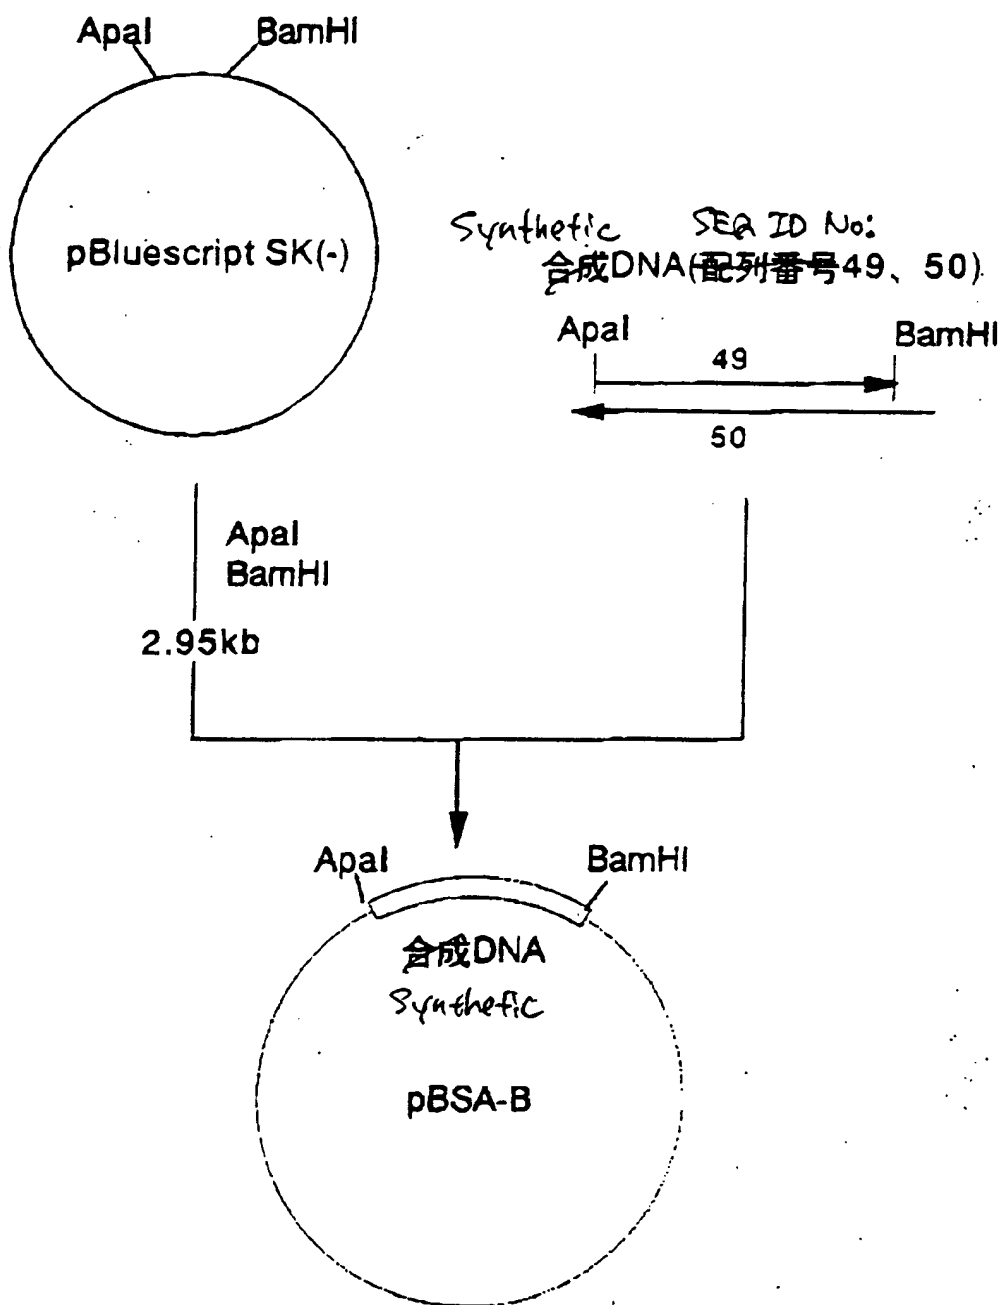 ApaI BamHI
pBluescript SK(-)
Synthetic SEQ ID No:
合成DNA(配列番号49、50)
ApaI BamHI
49
50
ApaI
BamHI
2.95kb
ApaI BamHI
合成DNA
Synthetic
pBSA-B